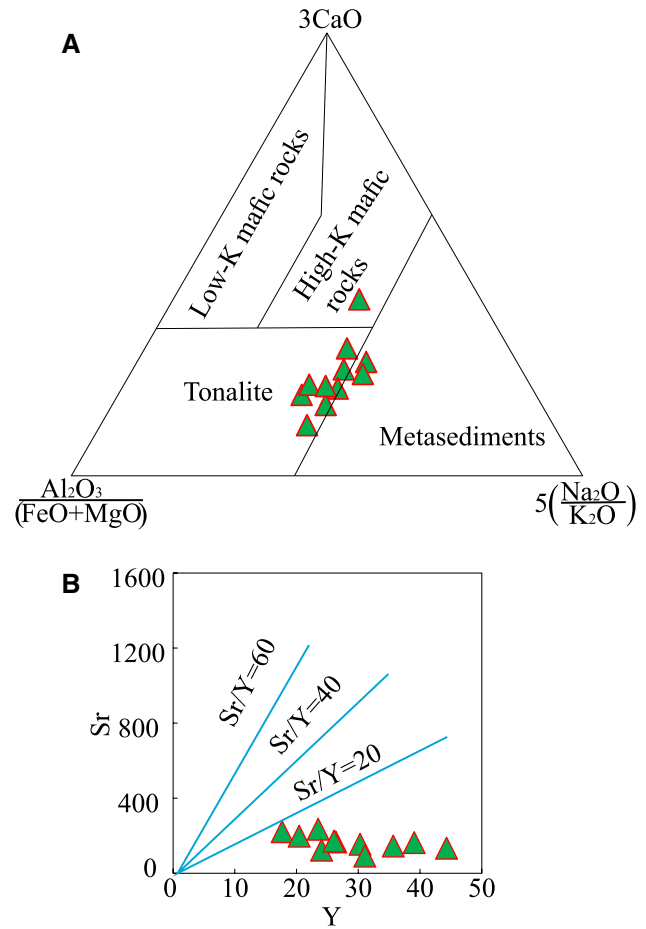 A
3CaO
Low-K mafic rocks
High-K mafic
rocks
Tonalite
Metasediments
Al₂O₃
(FeO+MgO)
5(Na₂O
K₂O)
B
1600
1200
800
400
0
Sr
Sr/Y=60
Sr/Y=40
Sr/Y=20
0 10 20 30 40 50
Y